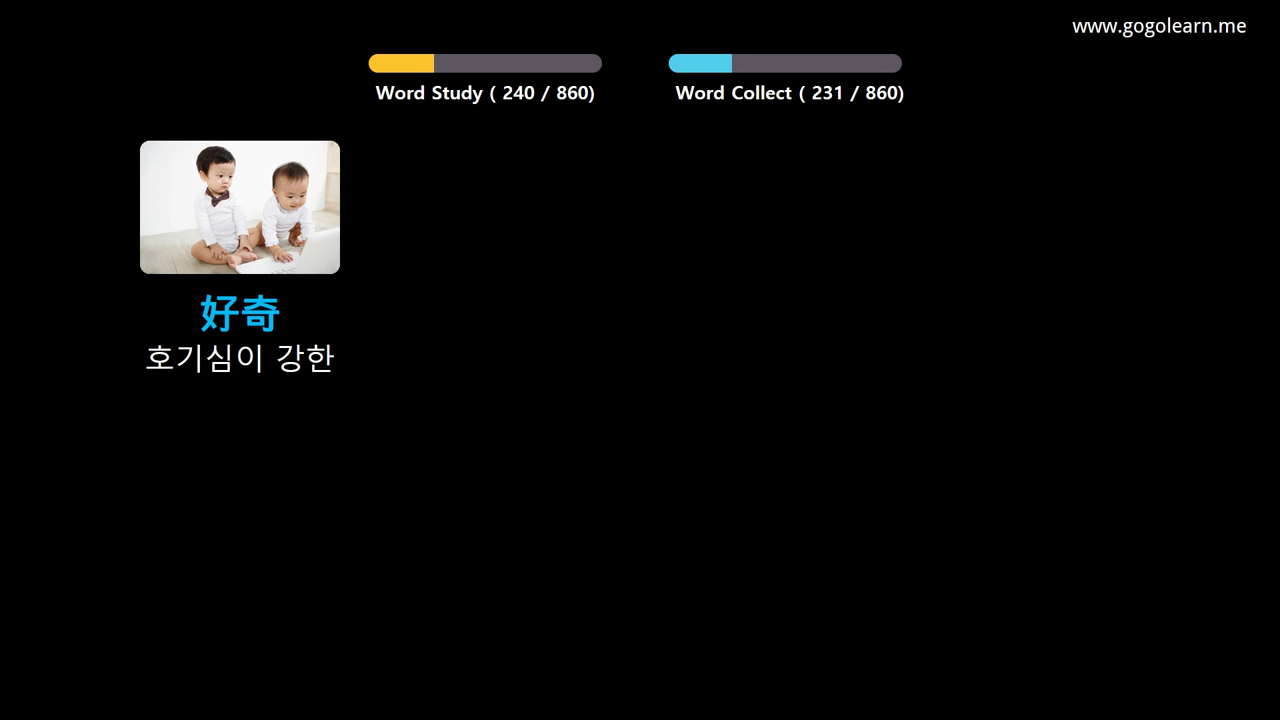 www.gogolearn.me
Word Study ( 240 / 860)
Word Collect ( 231 / 860)
好奇
호기심이 강한